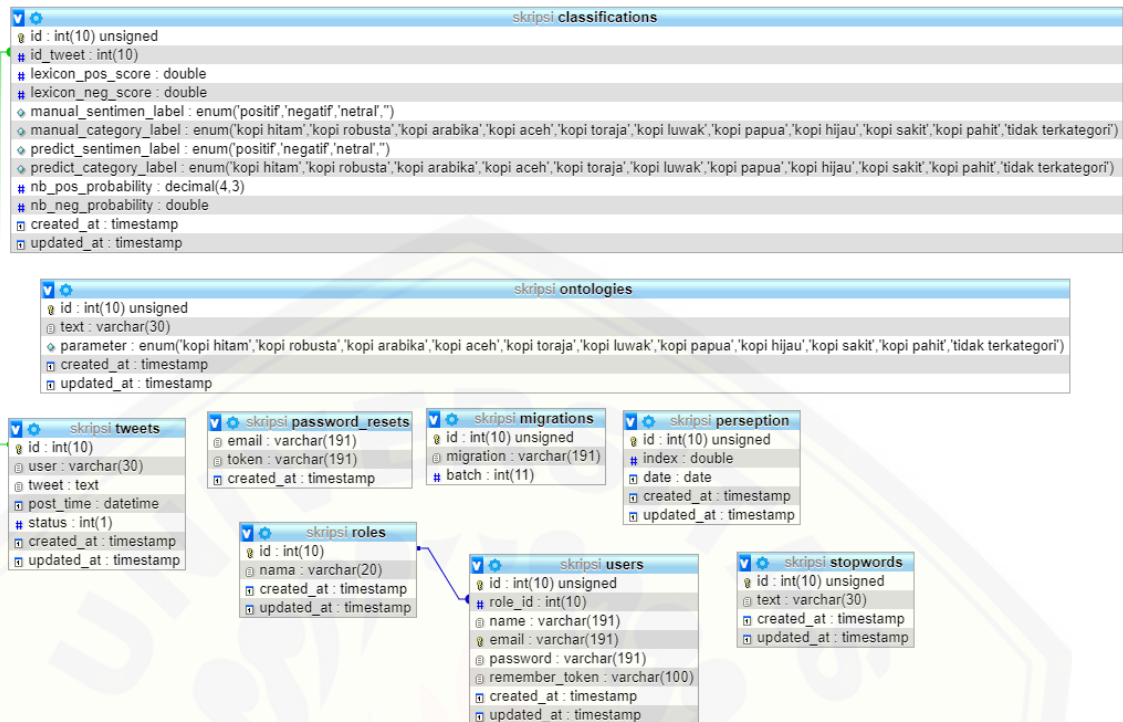 skripsi classifications
id : int(10) unsigned
id_tweet : int(10)
lexicon_pos_score : double
lexicon_neg_score : double
manual_sentimen_label : enum('positif','negatif','netral','')
manual_category_label : enum('kopi hitam','kopi robusta','kopi arabika','kopi aceh','kopi toraja','kopi luwak','kopi papua','kopi hijau','kopi sakit','kopi pahit','tidak terkategori')
predict_sentimen_label : enum('positif','negatif','netral','')
predict_category_label : enum('kopi hitam','kopi robusta','kopi arabika','kopi aceh','kopi toraja','kopi luwak','kopi papua','kopi hijau','kopi sakit','kopi pahit','tidak terkategori')
nb_pos_probability : decimal(4,3)
nb_neg_probability : double
created_at : timestamp
updated_at : timestamp
skripsi ontologies
id : int(10) unsigned
text : varchar(30)
parameter : enum('kopi hitam','kopi robusta','kopi arabika','kopi aceh','kopi toraja','kopi luwak','kopi papua','kopi hijau','kopi sakit','kopi pahit','tidak terkategori')
created_at : timestamp
updated_at : timestamp
skripsi tweets
id : int(10)
user : varchar(30)
tweet : text
post_time : datetime
status : int(1)
created_at : timestamp
updated_at : timestamp
skripsi password_resets
email : varchar(191)
token : varchar(191)
created_at : timestamp
skripsi migrations
id : int(10) unsigned
migration : varchar(191)
batch : int(11)
skripsi perseption
id : int(10) unsigned
index : double
date : date
created_at : timestamp
updated_at : timestamp
skripsi roles
id : int(10)
nama : varchar(20)
created_at : timestamp
updated_at : timestamp
skripsi users
id : int(10) unsigned
role_id : int(10)
name : varchar(191)
email : varchar(191)
password : varchar(191)
remember_token : varchar(100)
created_at : timestamp
updated_at : timestamp
skripsi stopwords
id : int(10) unsigned
text : varchar(30)
created_at : timestamp
updated_at : timestamp